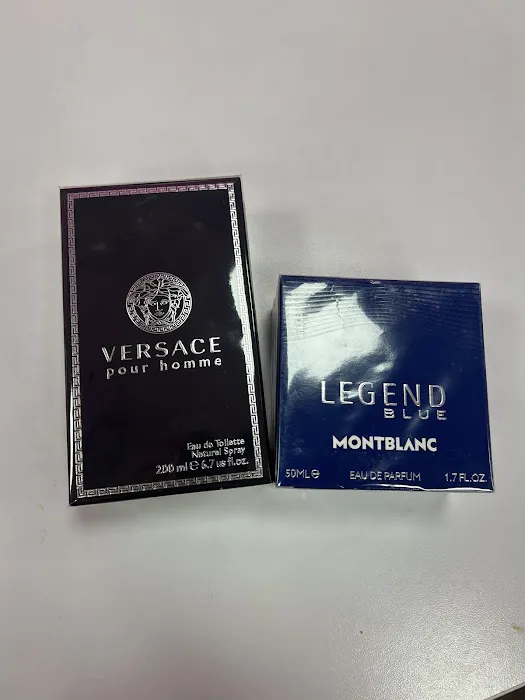 VERSACE
pour homme
Eau de Toilette
Natural Spray
200 ml ℮ 6.7 us fl.oz.
LEGEND
BLUE
MONTBLANC
50ML℮ EAU DE PARFUM 1.7 FL.OZ.